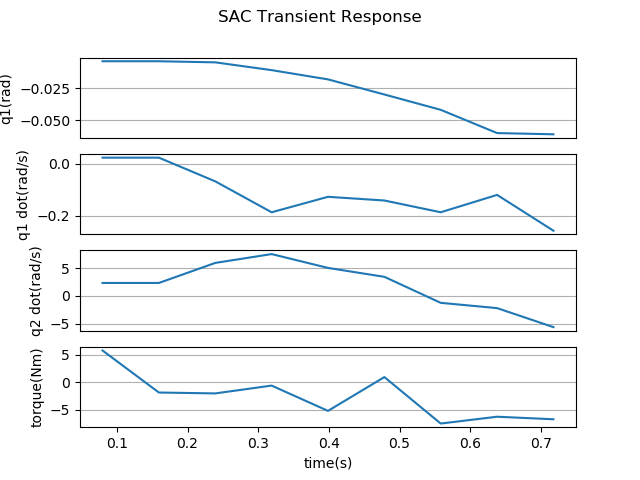 SAC Transient Response
q1(rad)
−0.025
−0.050
q1 dot(rad/s)
0.0
−0.2
q2 dot(rad/s)
5
0
−5
torque(Nm)
5
0
−5
0.1 0.2 0.3 0.4 0.5 0.6 0.7
time(s)